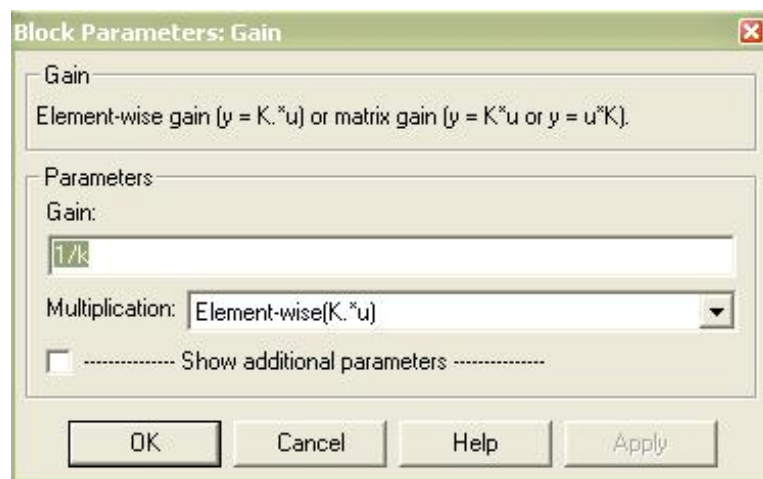 Block Parameters: Gain
Gain
Element-wise gain (y = K.*u) or matrix gain (y = K*u or y = u*K).
Parameters
Gain:
1/k
Multiplication: Element-wise(K.*u)
-------------- Show additional parameters --------------
OK Cancel Help Apply